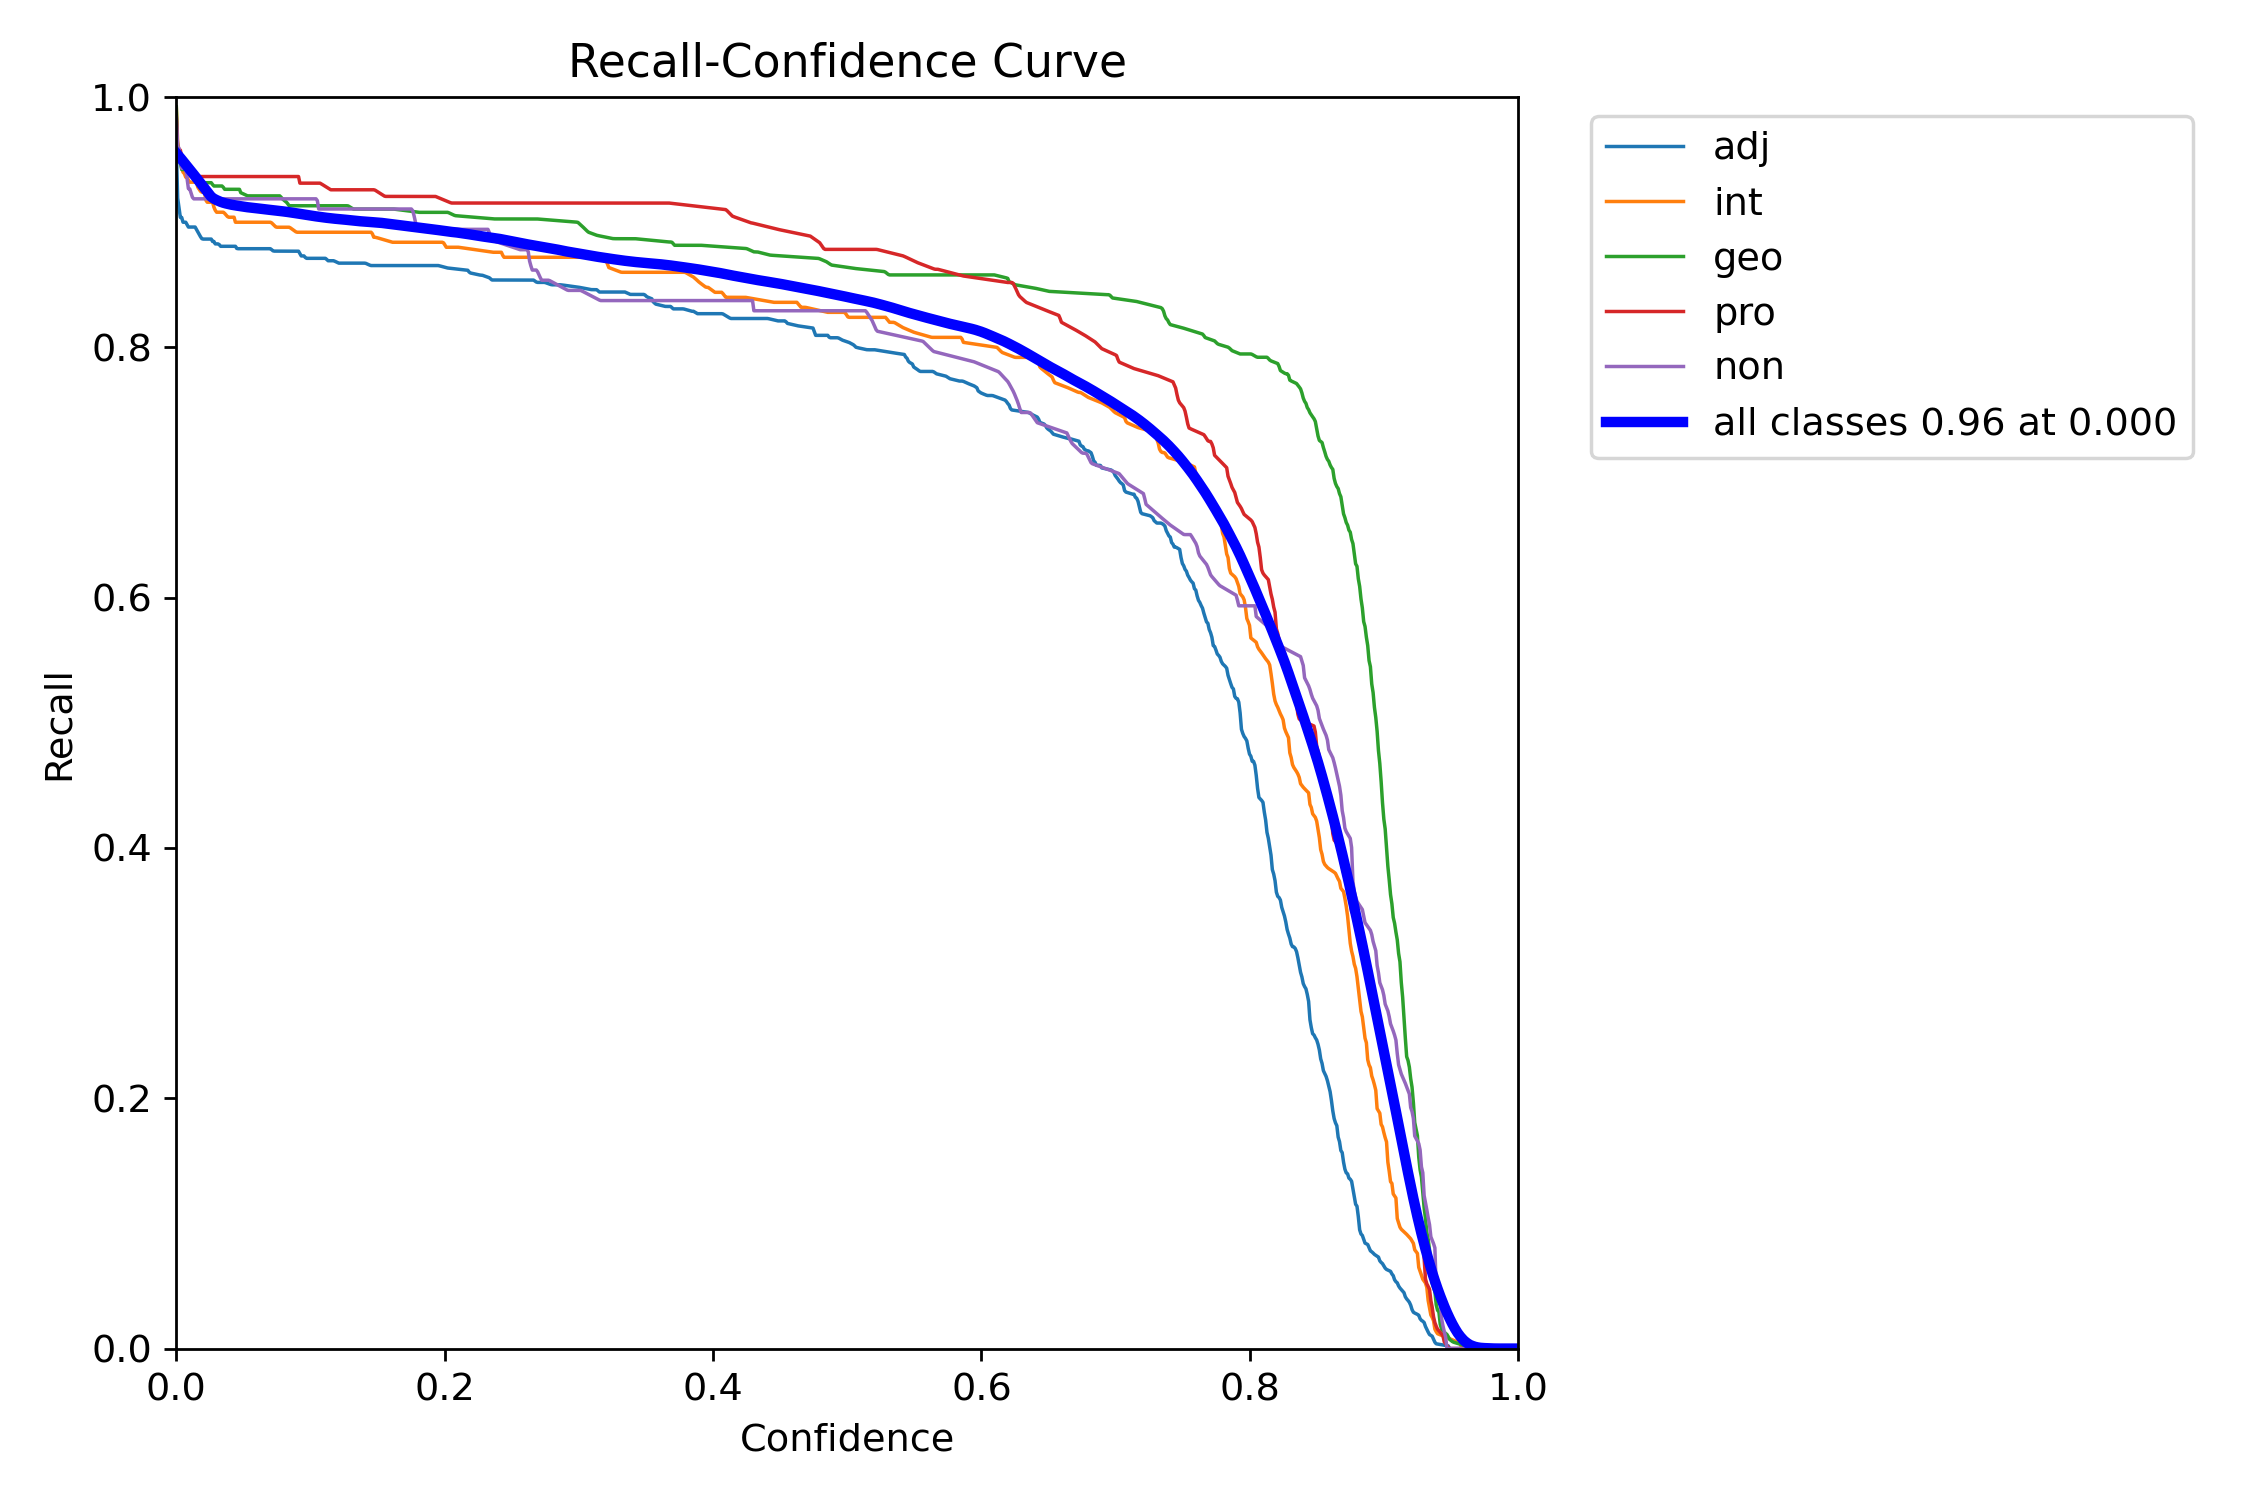 Recall-Confidence Curve
1.0
0.8
0.6
0.4
0.2
0.0
Recall
0.0 0.2 0.4 0.6 0.8 1.0
Confidence
adj
int
geo
pro
non
all classes 0.96 at 0.000